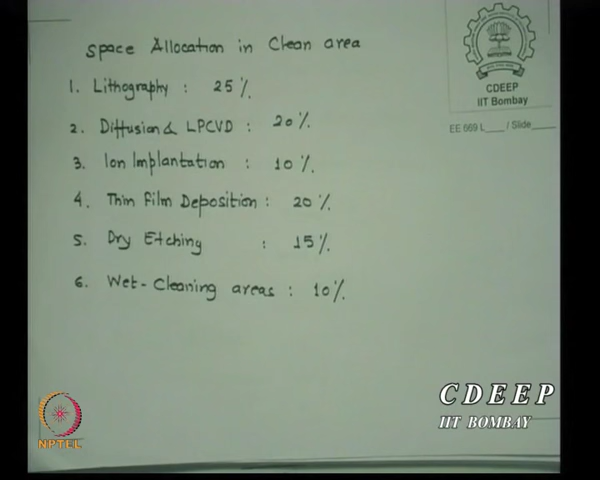 Space Allocation in Clean area
1. Lithography : 25%
2. Diffusion & LPCVD : 20%
3. Ion Implantation : 10%
4. Thin Film Deposition : 20%
5. Dry Etching : 15%
6. Wet-Cleaning areas : 10%
CDEEP
IIT Bombay
EE 669 L____ / Slide____
NPTEL
CDEEP
IIT BOMBAY